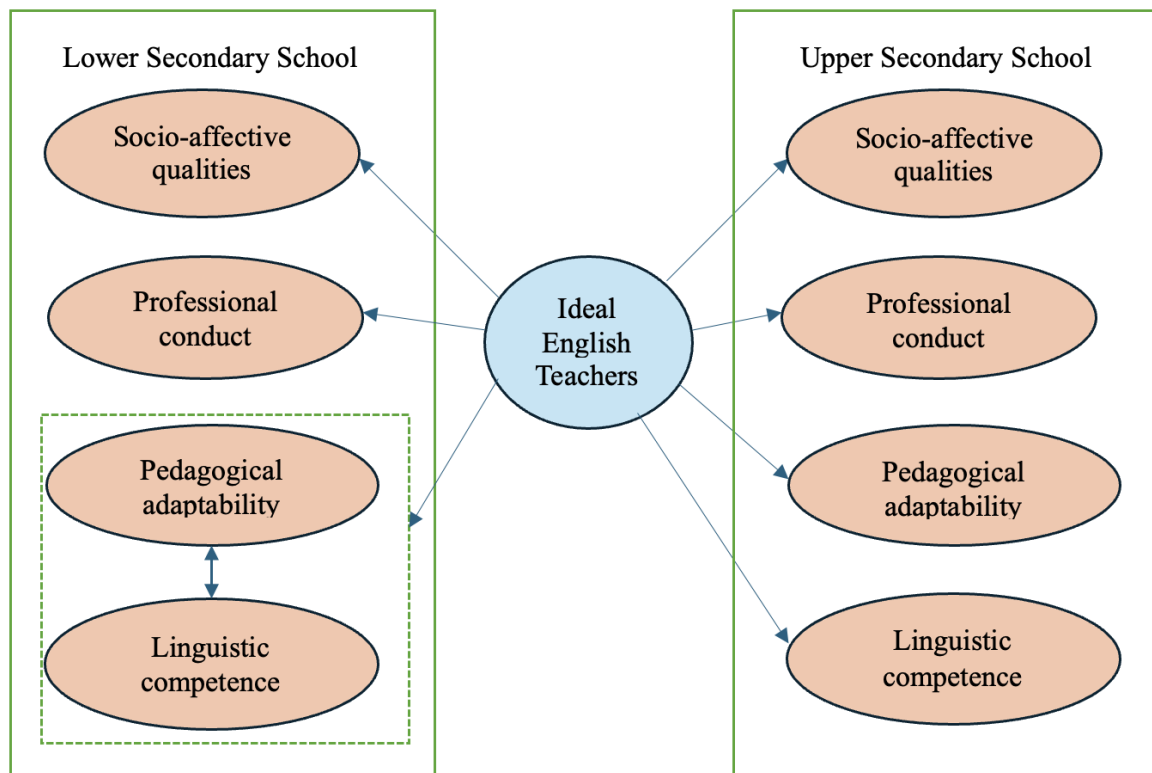 Lower Secondary School
Socio-affective
qualities
Professional
conduct
Pedagogical
adaptability
Linguistic
competence
Ideal
English
Teachers
Upper Secondary School
Socio-affective
qualities
Professional
conduct
Pedagogical
adaptability
Linguistic
competence